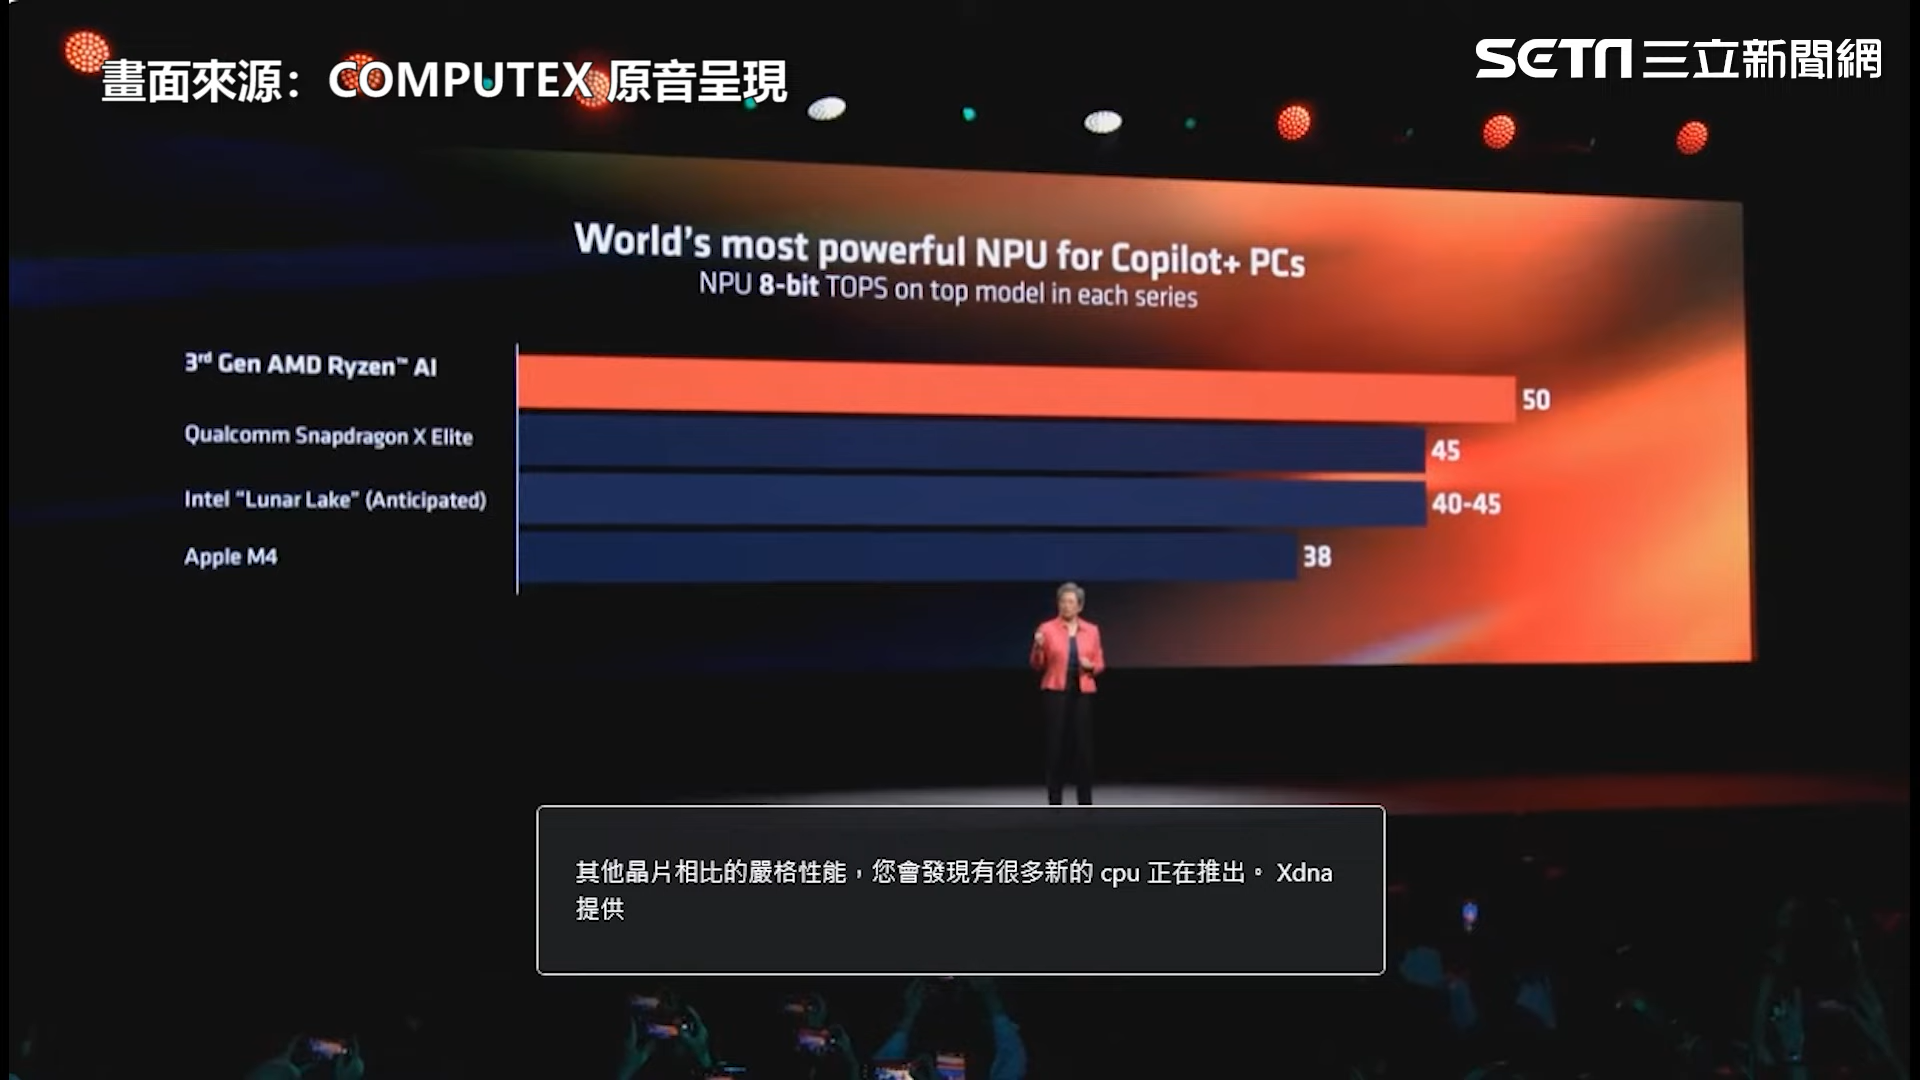 畫面來源：COMPUTEX 原音呈現
SETN三立新聞網
World's most powerful NPU for Copilot+ PCs
NPU 8-bit TOPS on top model in each series
3rd Gen AMD Ryzen™ AI
50
Qualcomm Snapdragon X Elite
45
Intel “Lunar Lake” (Anticipated)
40-45
Apple M4
38
其他晶片相比的嚴格性能，您會發現有很多新的 cpu 正在推出。 Xdna
提供